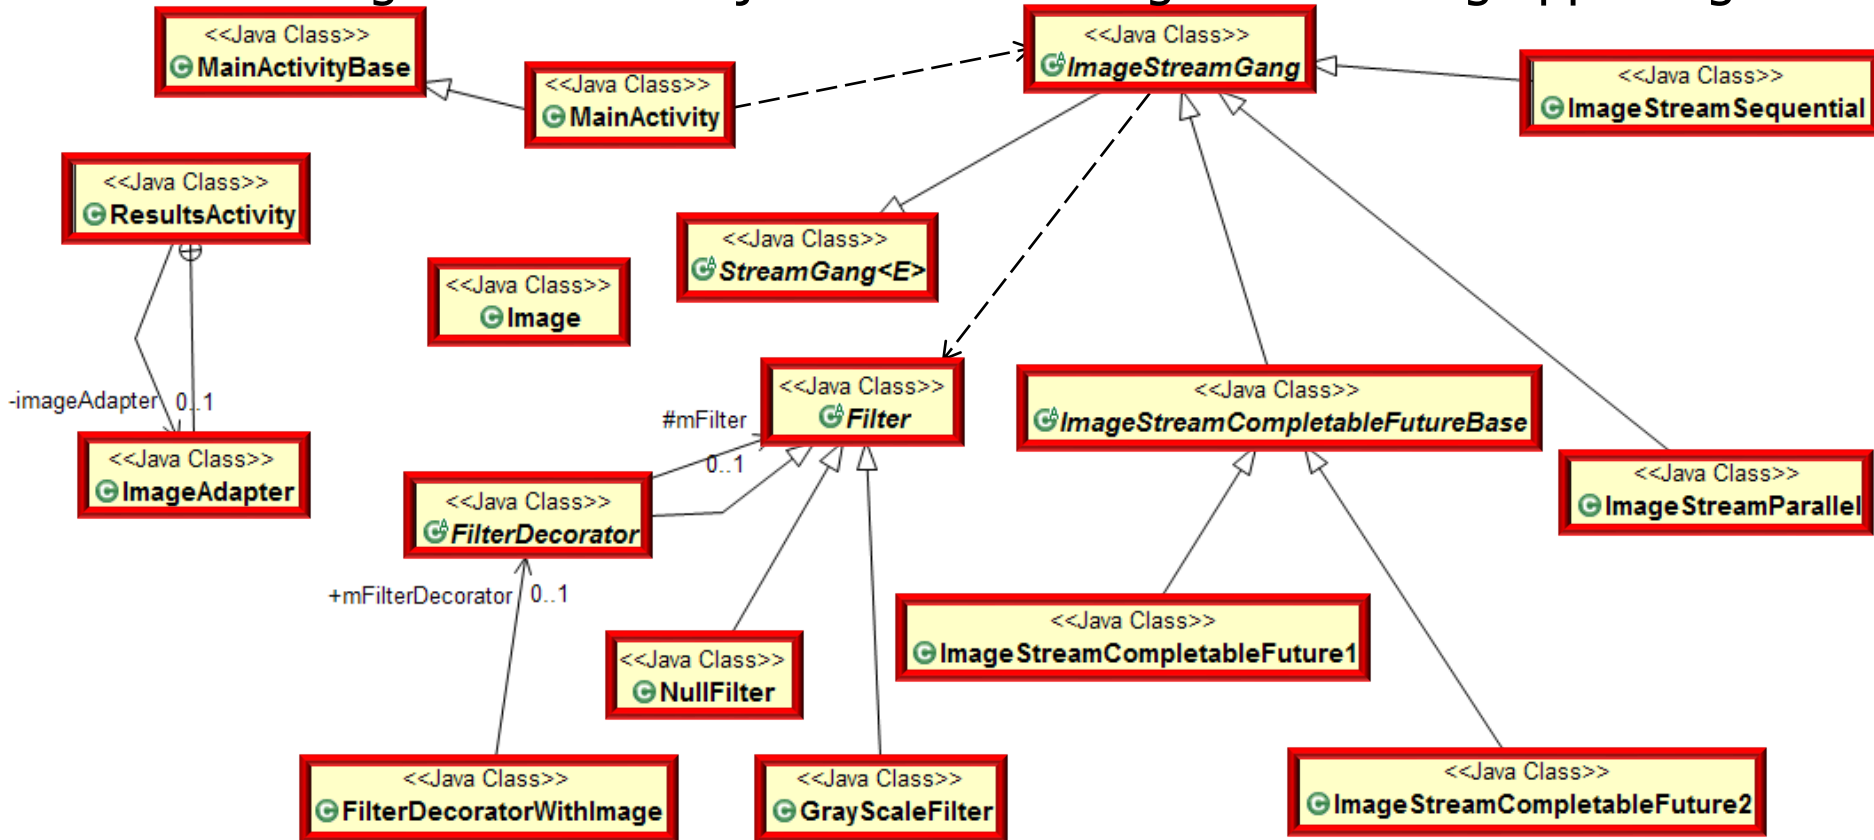 <<Java Class>>
MainActivityBase
<<Java Class>>
MainActivity
<<Java Class>>
ImageStreamGang
<<Java Class>>
ImageStreamSequential
<<Java Class>>
ResultsActivity
<<Java Class>>
StreamGang<E>
<<Java Class>>
Image
<<Java Class>>
Filter
<<Java Class>>
ImageStreamCompletableFutureBase
-imageAdapter
0..1
#mFilter
0..1
<<Java Class>>
ImageAdapter
<<Java Class>>
FilterDecorator
<<Java Class>>
ImageStreamParallel
+mFilterDecorator
0..1
<<Java Class>>
NullFilter
<<Java Class>>
ImageStreamCompletableFuture1
<<Java Class>>
FilterDecoratorWithImage
<<Java Class>>
GrayScaleFilter
<<Java Class>>
ImageStreamCompletableFuture2